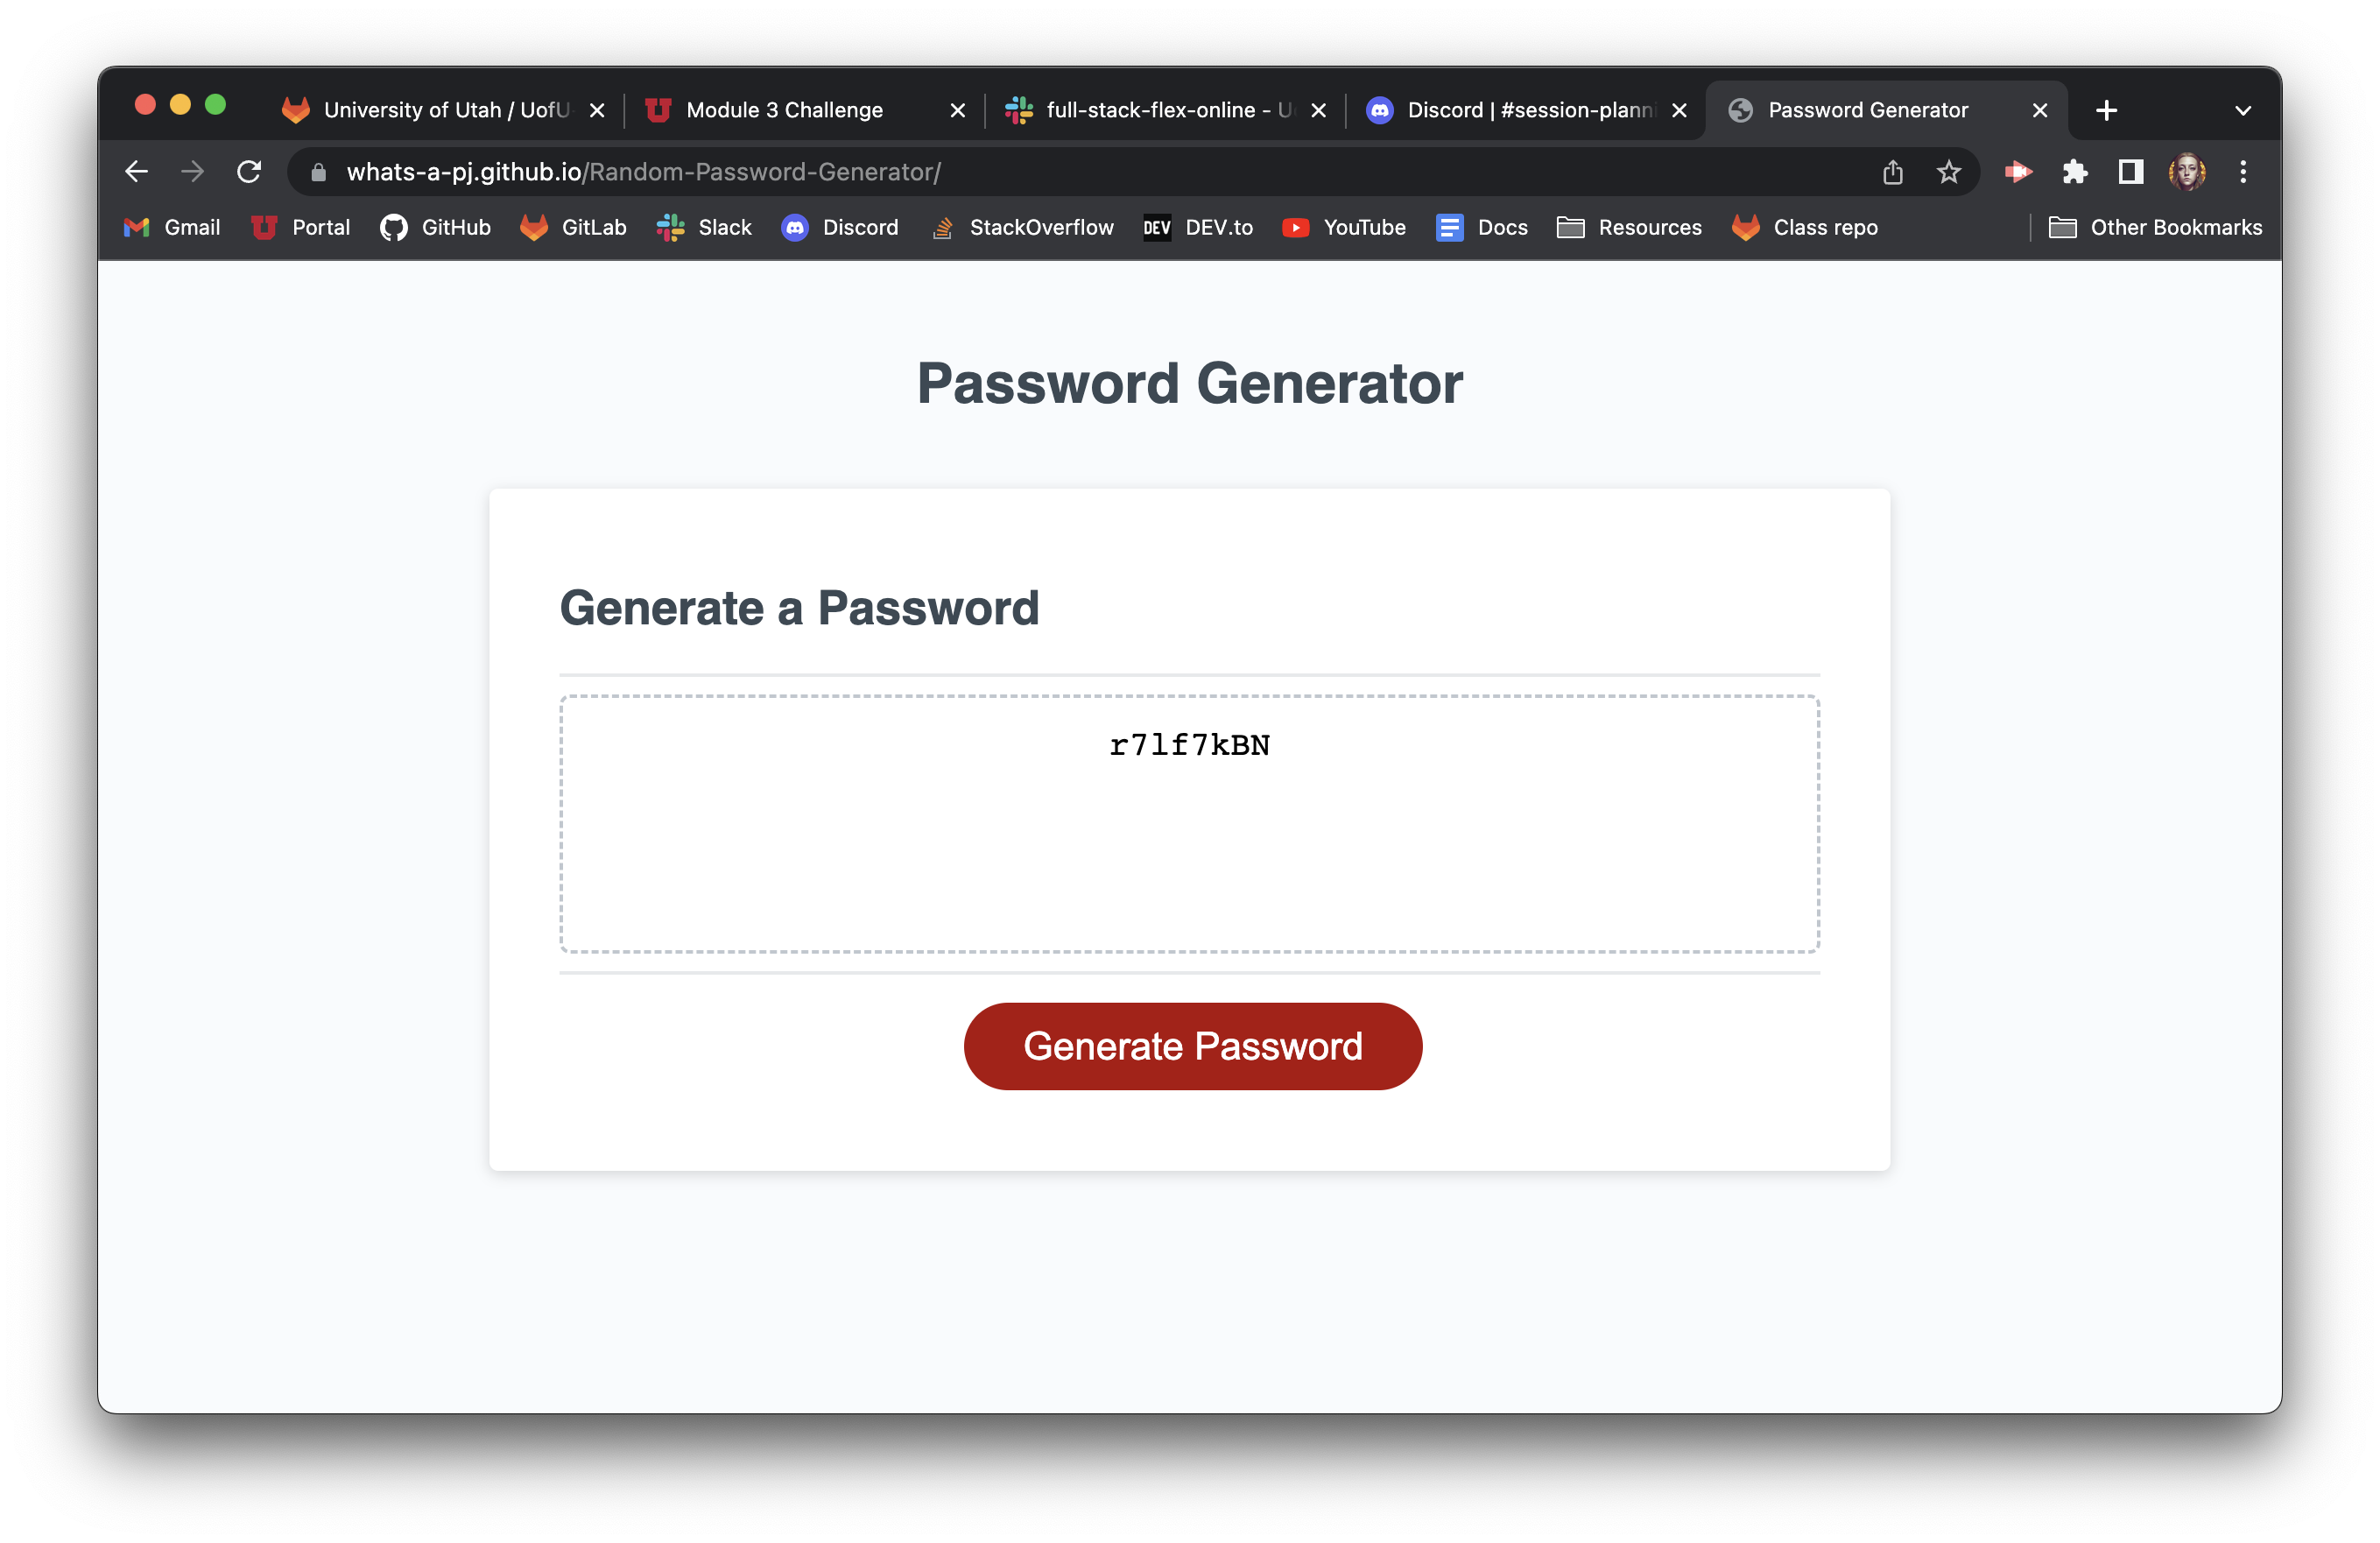 University of Utah / UofU
Module 3 Challenge
full-stack-flex-online - U
Discord | #session-planni
Password Generator
whats-a-pj.github.io/Random-Password-Generator/
Gmail
Portal
GitHub
GitLab
Slack
Discord
StackOverflow
DEV DEV.to
YouTube
Docs
Resources
Class repo
Other Bookmarks
Password Generator
Generate a Password
r7lf7kBN
Generate Password